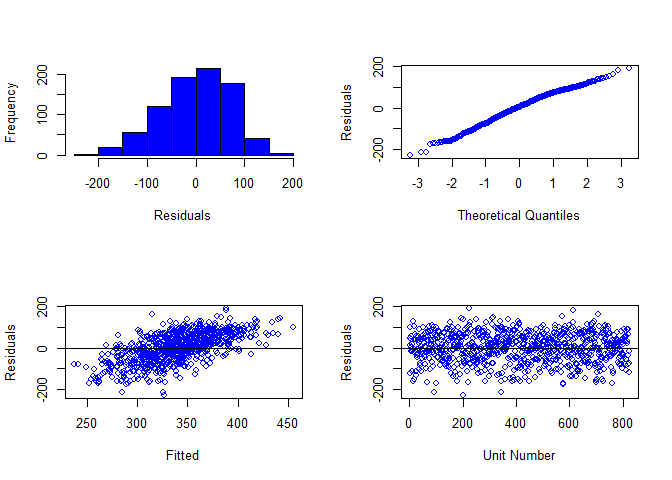 Frequency
0
100
200
-200 -100 0 100 200
Residuals
Residuals
-200
0
200
-3 -2 -1 0 1 2 3
Theoretical Quantiles
Residuals
-200
0
200
250 300 350 400 450
Fitted
Residuals
-200
0
200
0 200 400 600 800
Unit Number